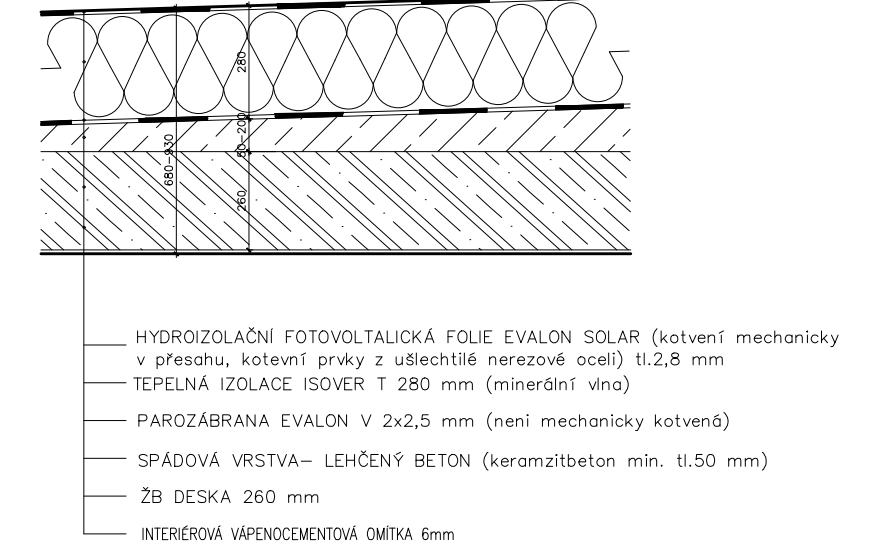 280
50-200
680-930
260
HYDROIZOLAČNÍ FOTOVOLTALICKÁ FOLIE EVALON SOLAR (kotvení mechanicky
v přesahu, kotevní prvky z ušlechtilé nerezové oceli) tl.2,8 mm
TEPELNÁ IZOLACE ISOVER T 280 mm (minerální vlna)
PAROZÁBRANA EVALON V 2x2,5 mm (neni mechanicky kotvená)
SPÁDOVÁ VRSTVA- LEHČENÝ BETON (keramzitbeton min. tl.50 mm)
ŽB DESKA 260 mm
INTERIÉROVÁ VÁPENOCEMENTOVÁ OMÍTKA 6mm